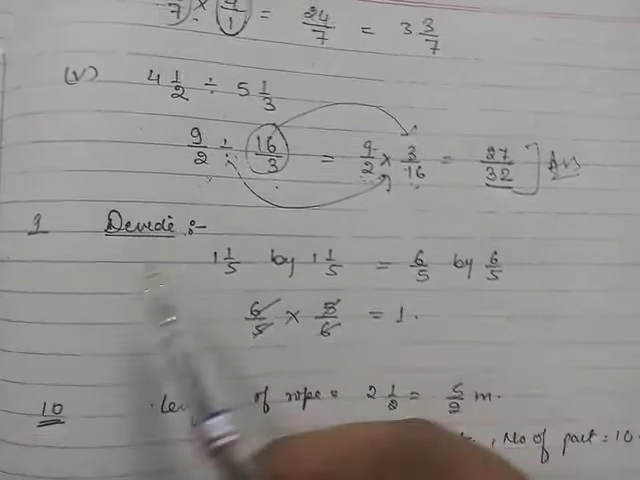 /7 × 4/1 = 24/7 = 3 3/7
(v) 4 1/2 ÷ 5 1/3
9/2 ÷ 16/3 = 9/2 × 3/16 = 27/32 ] Ans
9 Devide :-
1 1/5 by 1 1/5 = 6/5 by 6/5
6/5 × 5/6 = 1.
10 of rope = 2 1/2 = 5/2 m.
, No of part = 10